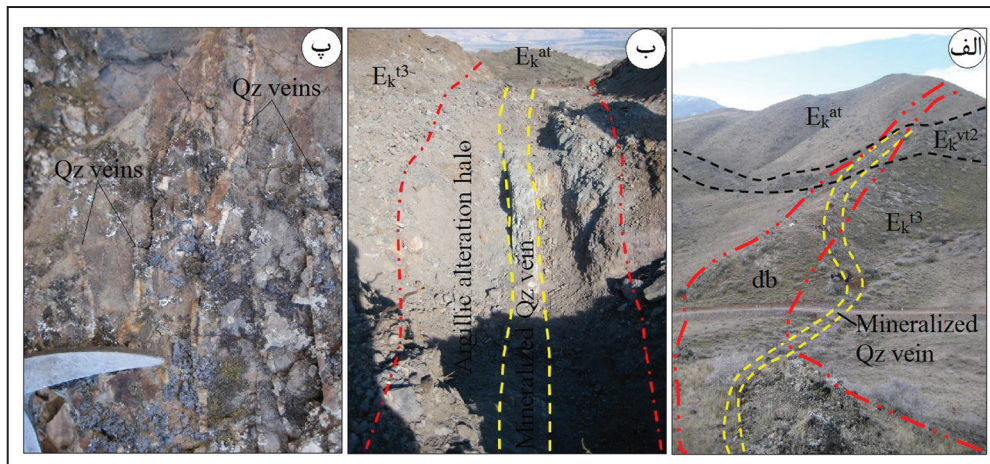 الف
E_k^at
E_k^vt2
E_k^t3
db
Mineralized
Qz vein
ب
E_k^t3
E_k^at
Argillic alteration halo
Mineralized Qz vein
پ
Qz veins
Qz veins